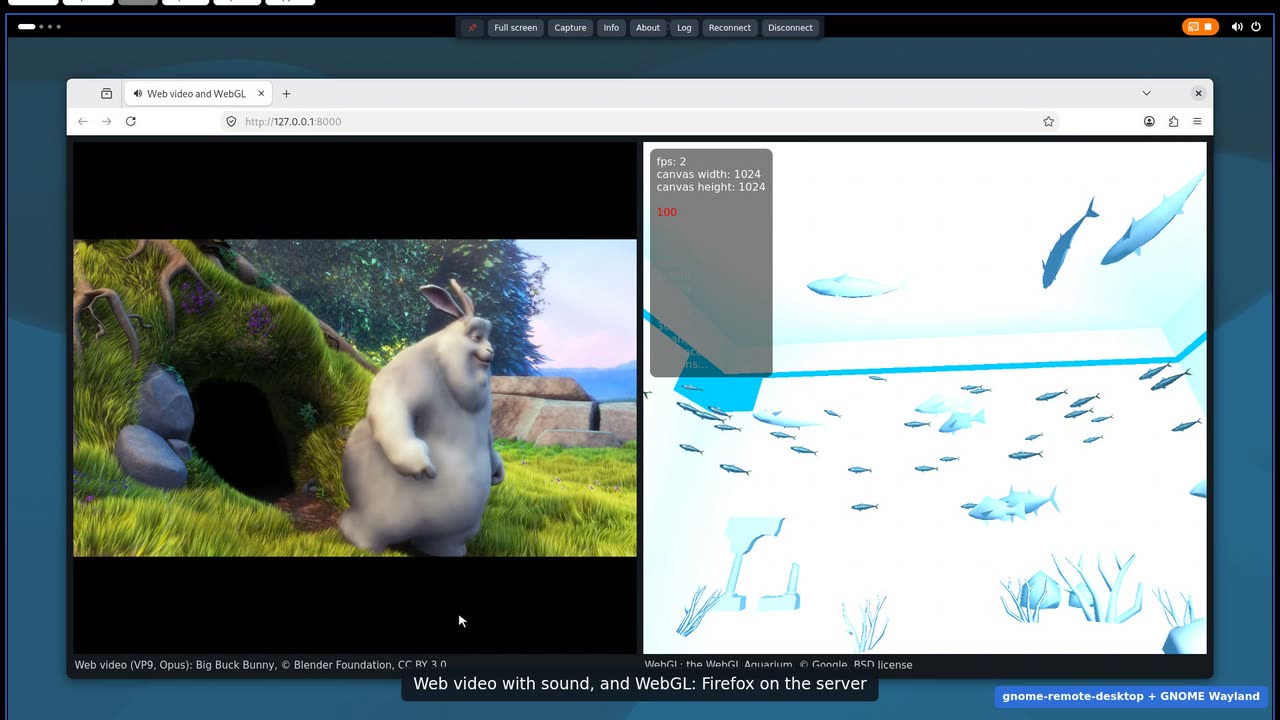 Full screen
Capture
Info
About
Log
Reconnect
Disconnect
Web video and WebGL
http://127.0.0.1:8000
fps: 2
canvas width: 1024
canvas height: 1024
100
Web video (VP9, Opus): Big Buck Bunny, © Blender Foundation, CC BY 3.0
WebGL: the WebGL Aquarium, © Google, BSD license
Web video with sound, and WebGL: Firefox on the server
gnome-remote-desktop + GNOME Wayland